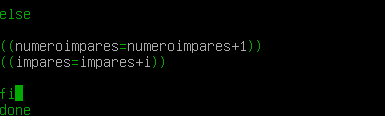 else
((numeroimpares=numeroimpares+1))
((impares=impares+i))
fi
done